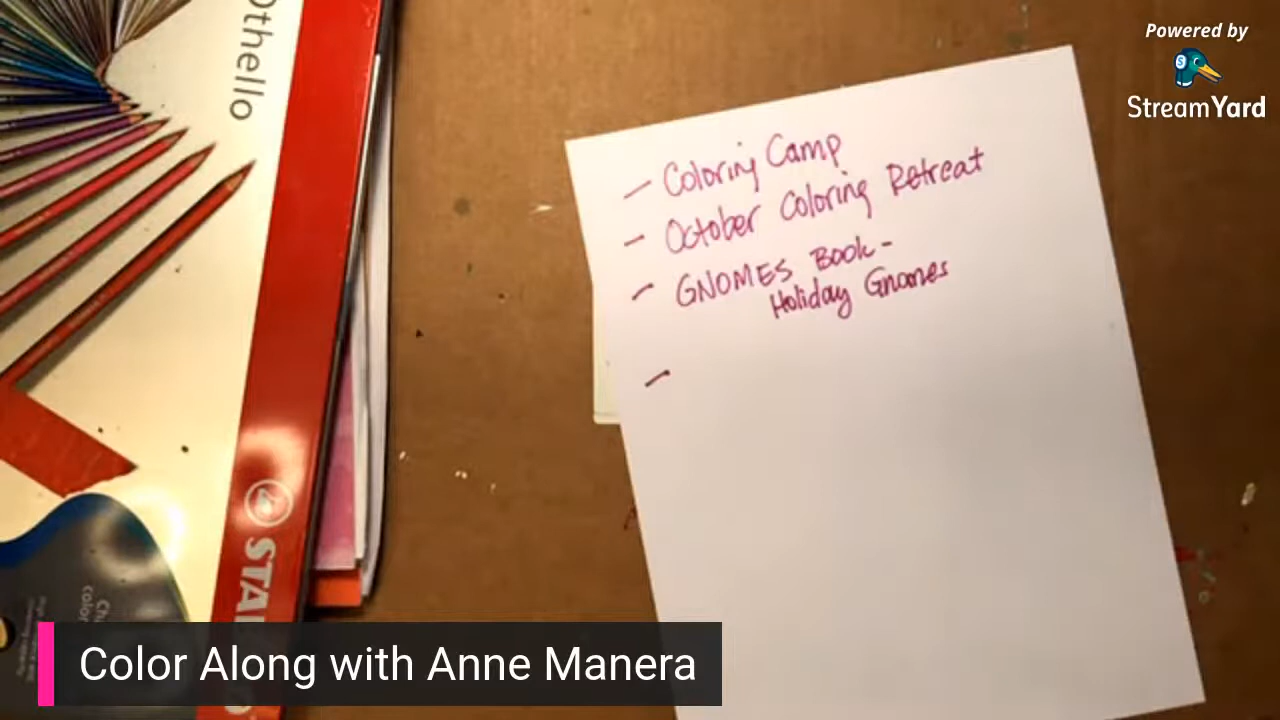 Othello
STA
Powered by
StreamYard
— Coloring Camp
— October Coloring Retreat
— GNOMES Book -
Holiday Gnomes
—
Color Along with Anne Manera